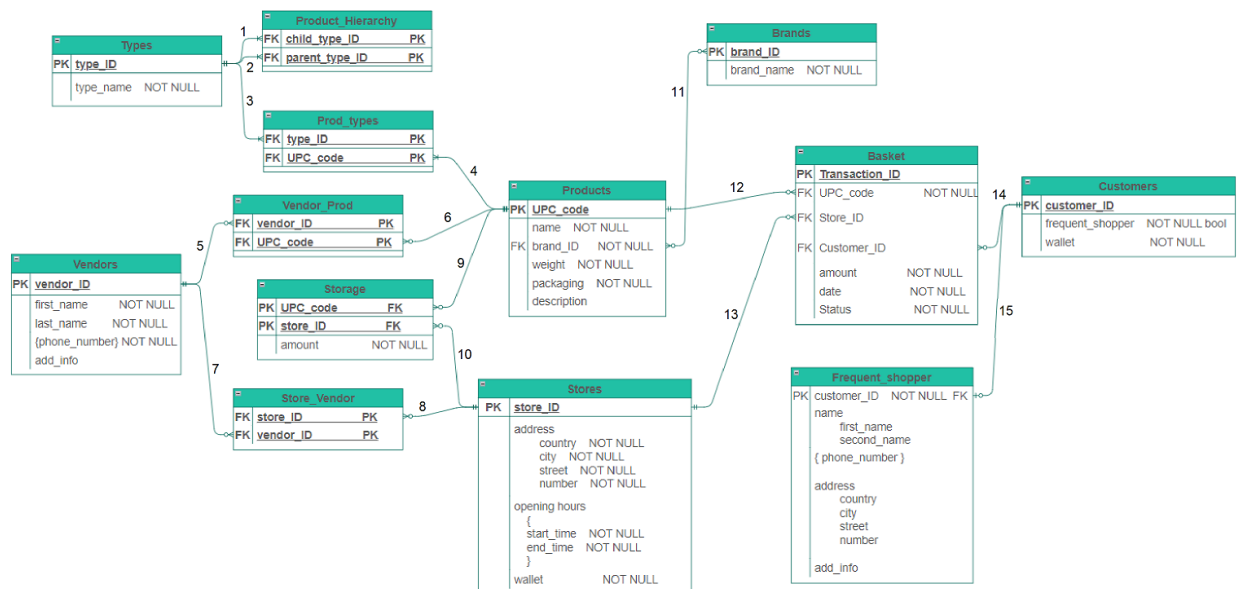 Types
PK type_ID
type_name NOT NULL
1
2
3
Product_Hierarchy
FK child_type_ID PK
FK parent_type_ID PK
Prod_types
FK type_ID PK
FK UPC_code PK
4
Vendor_Prod
FK vendor_ID PK
FK UPC_code PK
5
6
Vendors
PK vendor_ID
first_name NOT NULL
last_name NOT NULL
{phone_number} NOT NULL
add_info
7
Storage
PK UPC_code FK
PK store_ID FK
amount NOT NULL
9
10
Store_Vendor
FK store_ID PK
FK vendor_ID PK
8
Products
PK UPC_code
name NOT NULL
FK brand_ID NOT NULL
weight NOT NULL
packaging NOT NULL
description
Stores
PK store_ID
address
country NOT NULL
city NOT NULL
street NOT NULL
number NOT NULL
opening hours
{
start_time NOT NULL
end_time NOT NULL
}
wallet NOT NULL
Brands
PK brand_ID
brand_name NOT NULL
11
12
13
Basket
PK Transaction_ID
FK UPC_code NOT NULL
FK Store_ID
FK Customer_ID
amount NOT NULL
date NOT NULL
Status NOT NULL
14
15
Customers
PK customer_ID
frequent_shopper NOT NULL bool
wallet NOT NULL
Frequent_shopper
PK customer_ID NOT NULL FK
name
first_name
second_name
{ phone_number }
address
country
city
street
number
add_info